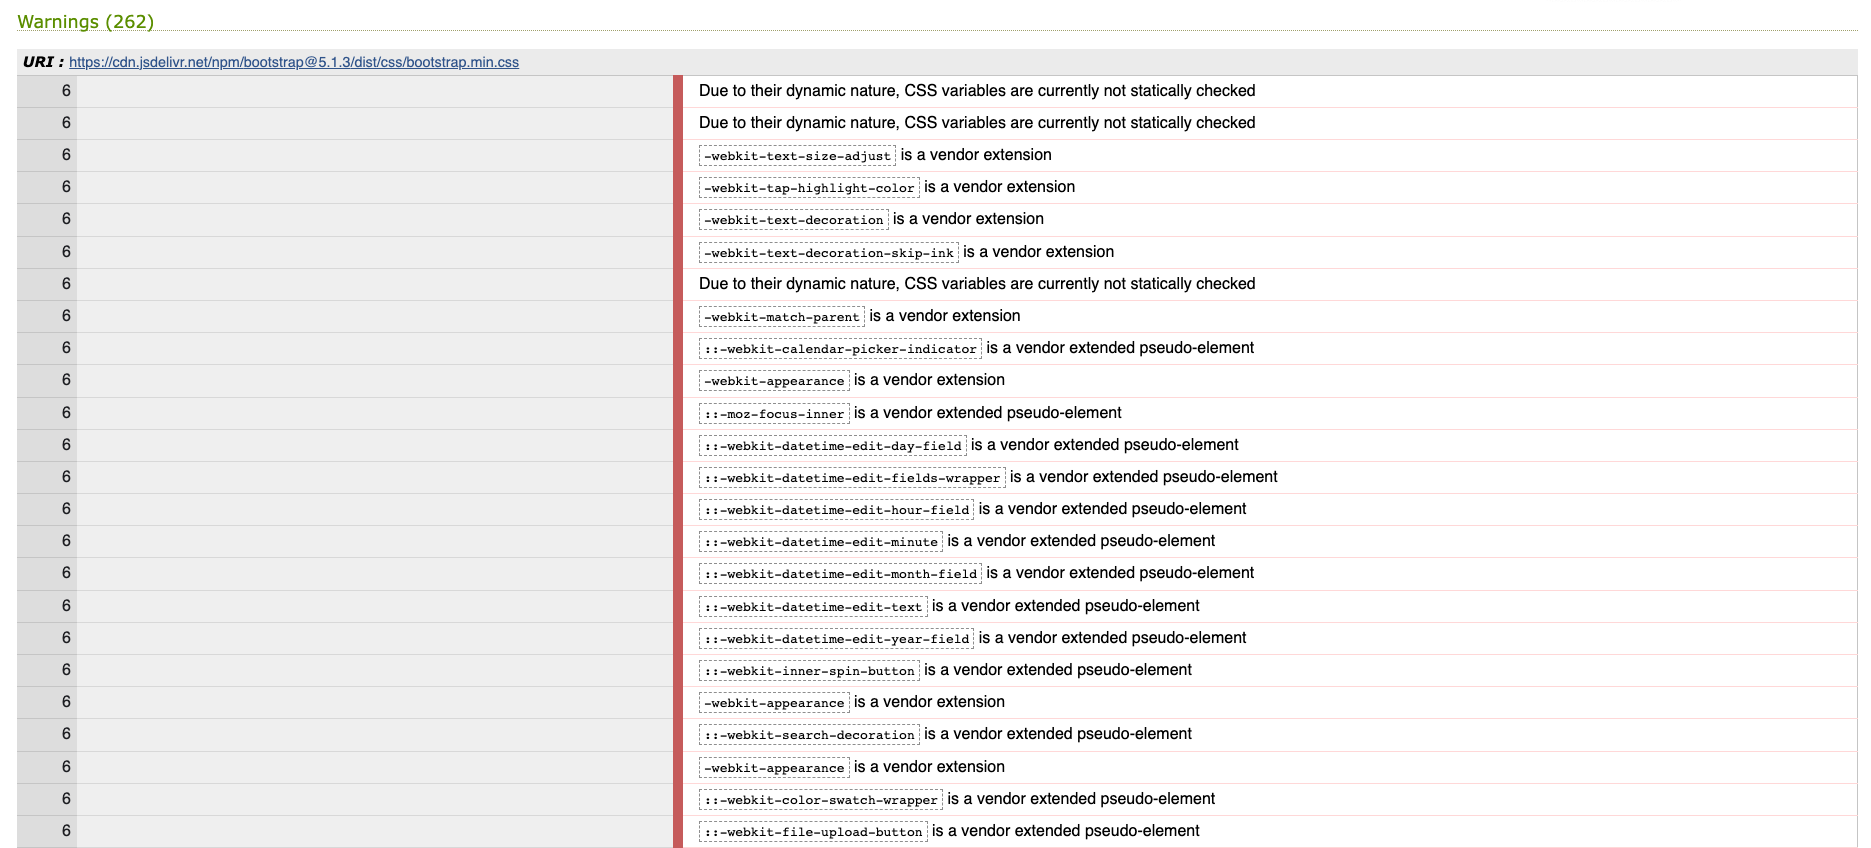 Warnings (262)
URI : https://cdn.jsdelivr.net/npm/bootstrap@5.1.3/dist/css/bootstrap.min.css
6 Due to their dynamic nature, CSS variables are currently not statically checked
6 Due to their dynamic nature, CSS variables are currently not statically checked
6 -webkit-text-size-adjust is a vendor extension
6 -webkit-tap-highlight-color is a vendor extension
6 -webkit-text-decoration is a vendor extension
6 -webkit-text-decoration-skip-ink is a vendor extension
6 Due to their dynamic nature, CSS variables are currently not statically checked
6 -webkit-match-parent is a vendor extension
6 ::-webkit-calendar-picker-indicator is a vendor extended pseudo-element
6 -webkit-appearance is a vendor extension
6 ::-moz-focus-inner is a vendor extended pseudo-element
6 ::-webkit-datetime-edit-day-field is a vendor extended pseudo-element
6 ::-webkit-datetime-edit-fields-wrapper is a vendor extended pseudo-element
6 ::-webkit-datetime-edit-hour-field is a vendor extended pseudo-element
6 ::-webkit-datetime-edit-minute is a vendor extended pseudo-element
6 ::-webkit-datetime-edit-month-field is a vendor extended pseudo-element
6 ::-webkit-datetime-edit-text is a vendor extended pseudo-element
6 ::-webkit-datetime-edit-year-field is a vendor extended pseudo-element
6 ::-webkit-inner-spin-button is a vendor extended pseudo-element
6 -webkit-appearance is a vendor extension
6 ::-webkit-search-decoration is a vendor extended pseudo-element
6 -webkit-appearance is a vendor extension
6 ::-webkit-color-swatch-wrapper is a vendor extended pseudo-element
6 ::-webkit-file-upload-button is a vendor extended pseudo-element